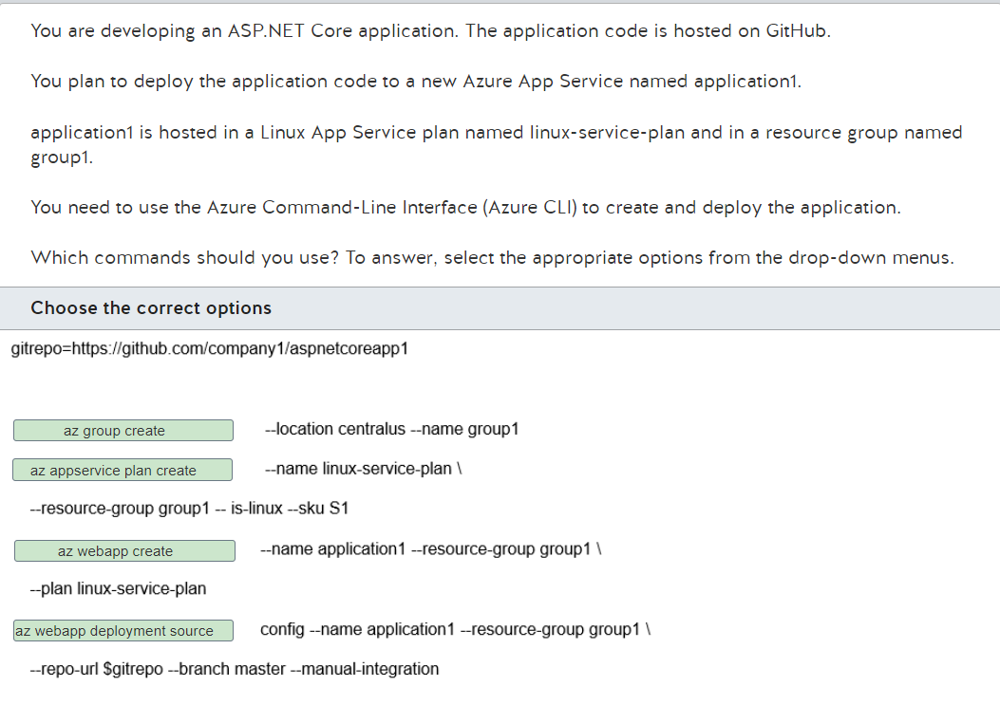 You are developing an ASP.NET Core application. The application code is hosted on GitHub.
You plan to deploy the application code to a new Azure App Service named application1.
application1 is hosted in a Linux App Service plan named linux-service-plan and in a resource group named
group1.
You need to use the Azure Command-Line Interface (Azure CLI) to create and deploy the application.
Which commands should you use? To answer, select the appropriate options from the drop-down menus.
Choose the correct options
gitrepo=https://github.com/company1/aspnetcoreapp1
az group create --location centralus --name group1
az appservice plan create --name linux-service-plan \
--resource-group group1 -- is-linux --sku S1
az webapp create --name application1 --resource-group group1 \
--plan linux-service-plan
az webapp deployment source config --name application1 --resource-group group1 \
--repo-url $gitrepo --branch master --manual-integration